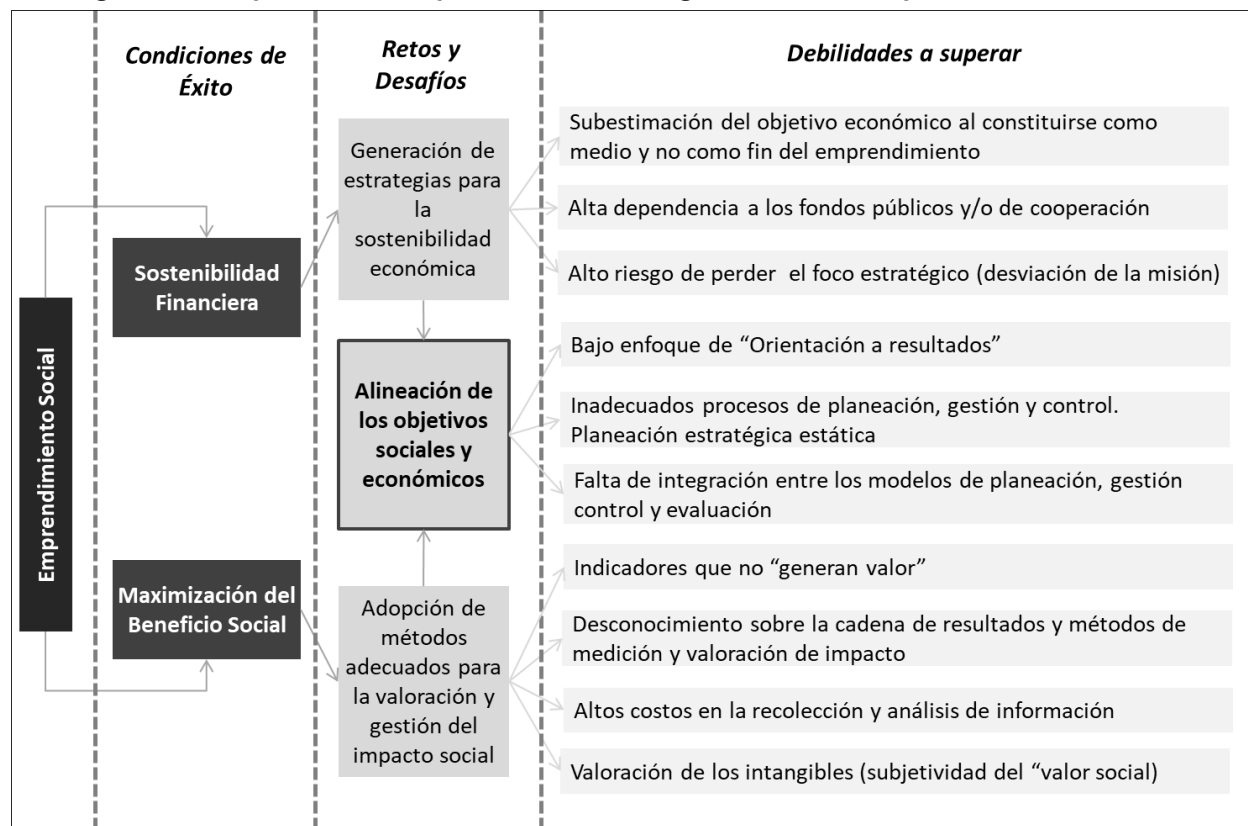 Condiciones de
Éxito
Retos y
Desafíos
Debilidades a superar
Emprendimiento Social
Sostenibilidad
Financiera
Maximización del
Beneficio Social
Generación de
estrategias para
la
sostenibilidad
económica
Alineación de
los objetivos
sociales y
económicos
Adopción de
métodos
adecuados para
la valoración y
gestión del
impacto social
Subestimación del objetivo económico al constituirse como
medio y no como fin del emprendimiento
Alta dependencia a los fondos públicos y/o de cooperación
Alto riesgo de perder el foco estratégico (desviación de la misión)
Bajo enfoque de “Orientación a resultados”
Inadecuados procesos de planeación, gestión y control.
Planeación estratégica estática
Falta de integración entre los modelos de planeación, gestión
control y evaluación
Indicadores que no “generan valor”
Desconocimiento sobre la cadena de resultados y métodos de
medición y valoración de impacto
Altos costos en la recolección y análisis de información
Valoración de los intangibles (subjetividad del “valor social)